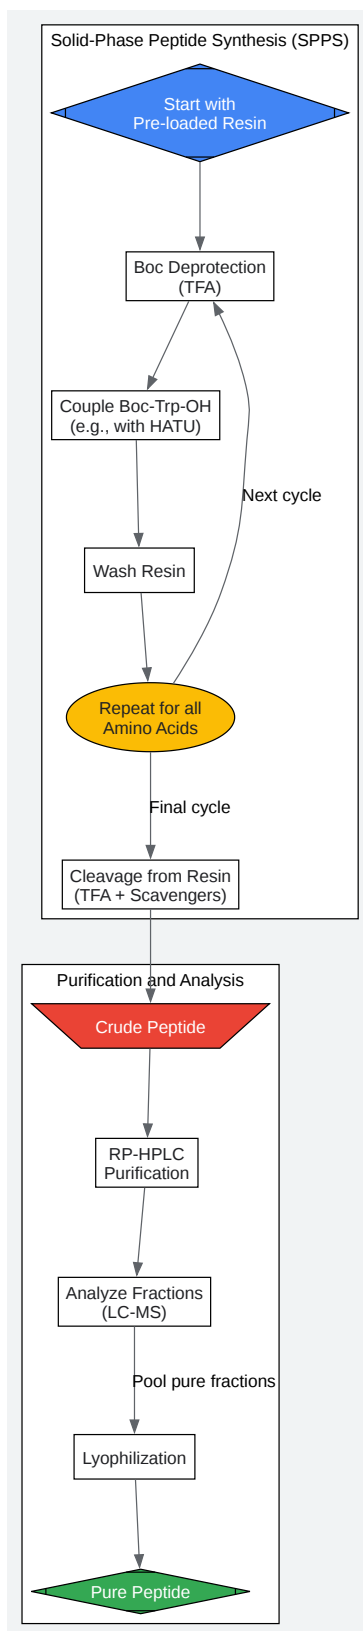 Solid-Phase Peptide Synthesis (SPPS)
Start with
Pre-loaded Resin
Boc Deprotection
(TFA)
Couple Boc-Trp-OH
(e.g., with HATU)
Next cycle
Wash Resin
Repeat for all
Amino Acids
Final cycle
Cleavage from Resin
(TFA + Scavengers)
Purification and Analysis
Crude Peptide
RP-HPLC
Purification
Analyze Fractions
(LC-MS)
Pool pure fractions
Lyophilization
Pure Peptide